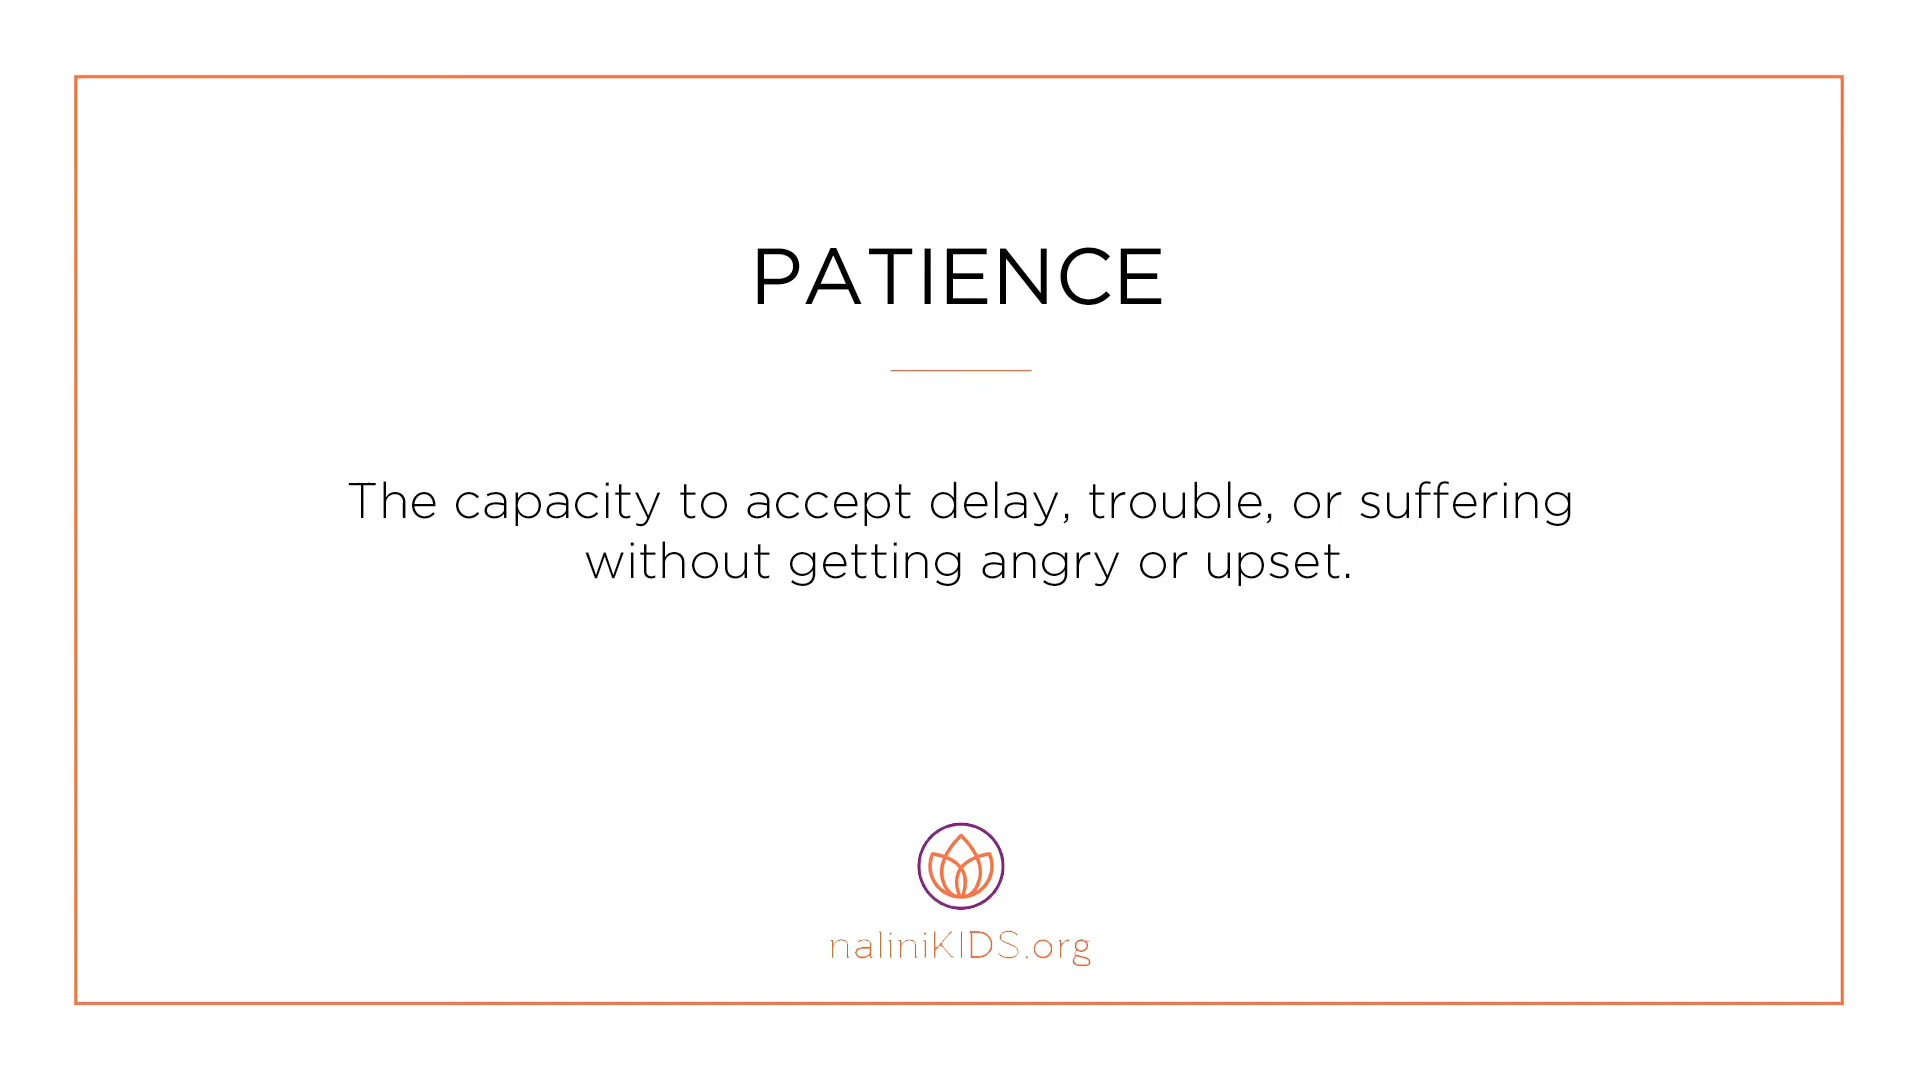 PATIENCE
The capacity to accept delay, trouble, or suffering
without getting angry or upset.
naliniKIDS.org